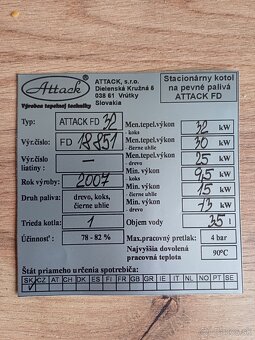 Attack
Výrobca tepelnej techniky
ATTACK, s.r.o.
Dielenská Kružná 5
038 61 Vrútky
Slovakia
Stacionárny kotol
na pevné palivá
ATTACK FD
Typ: ATTACK FD 32
Výr.číslo: FD 18851
Výr.číslo liatiny: —
Rok výroby: 2007
Druh paliva: drevo, koks, čierne uhlie
Trieda kotla: 1
Účinnosť: 78 - 82 %
Men.tepel.výkon - koks 32 kW
Men.tepel.výkon - čierne uhlie 30 kW
Men.tepel.výkon - drevo 25 kW
Min. výkon - koks 9,5 kW
Min. výkon - čierne uhlie 15 kW
Min. výkon - drevo 13 kW
Objem vody 35 l
Max.pracovný pretlak: 4 bar
Najvyššia dovolená pracovná teplota 90°C
Štát priameho určenia spotrebiča:
SK CZ AT CH DK ES FI FR GB GR IE IT NL NO PT SE